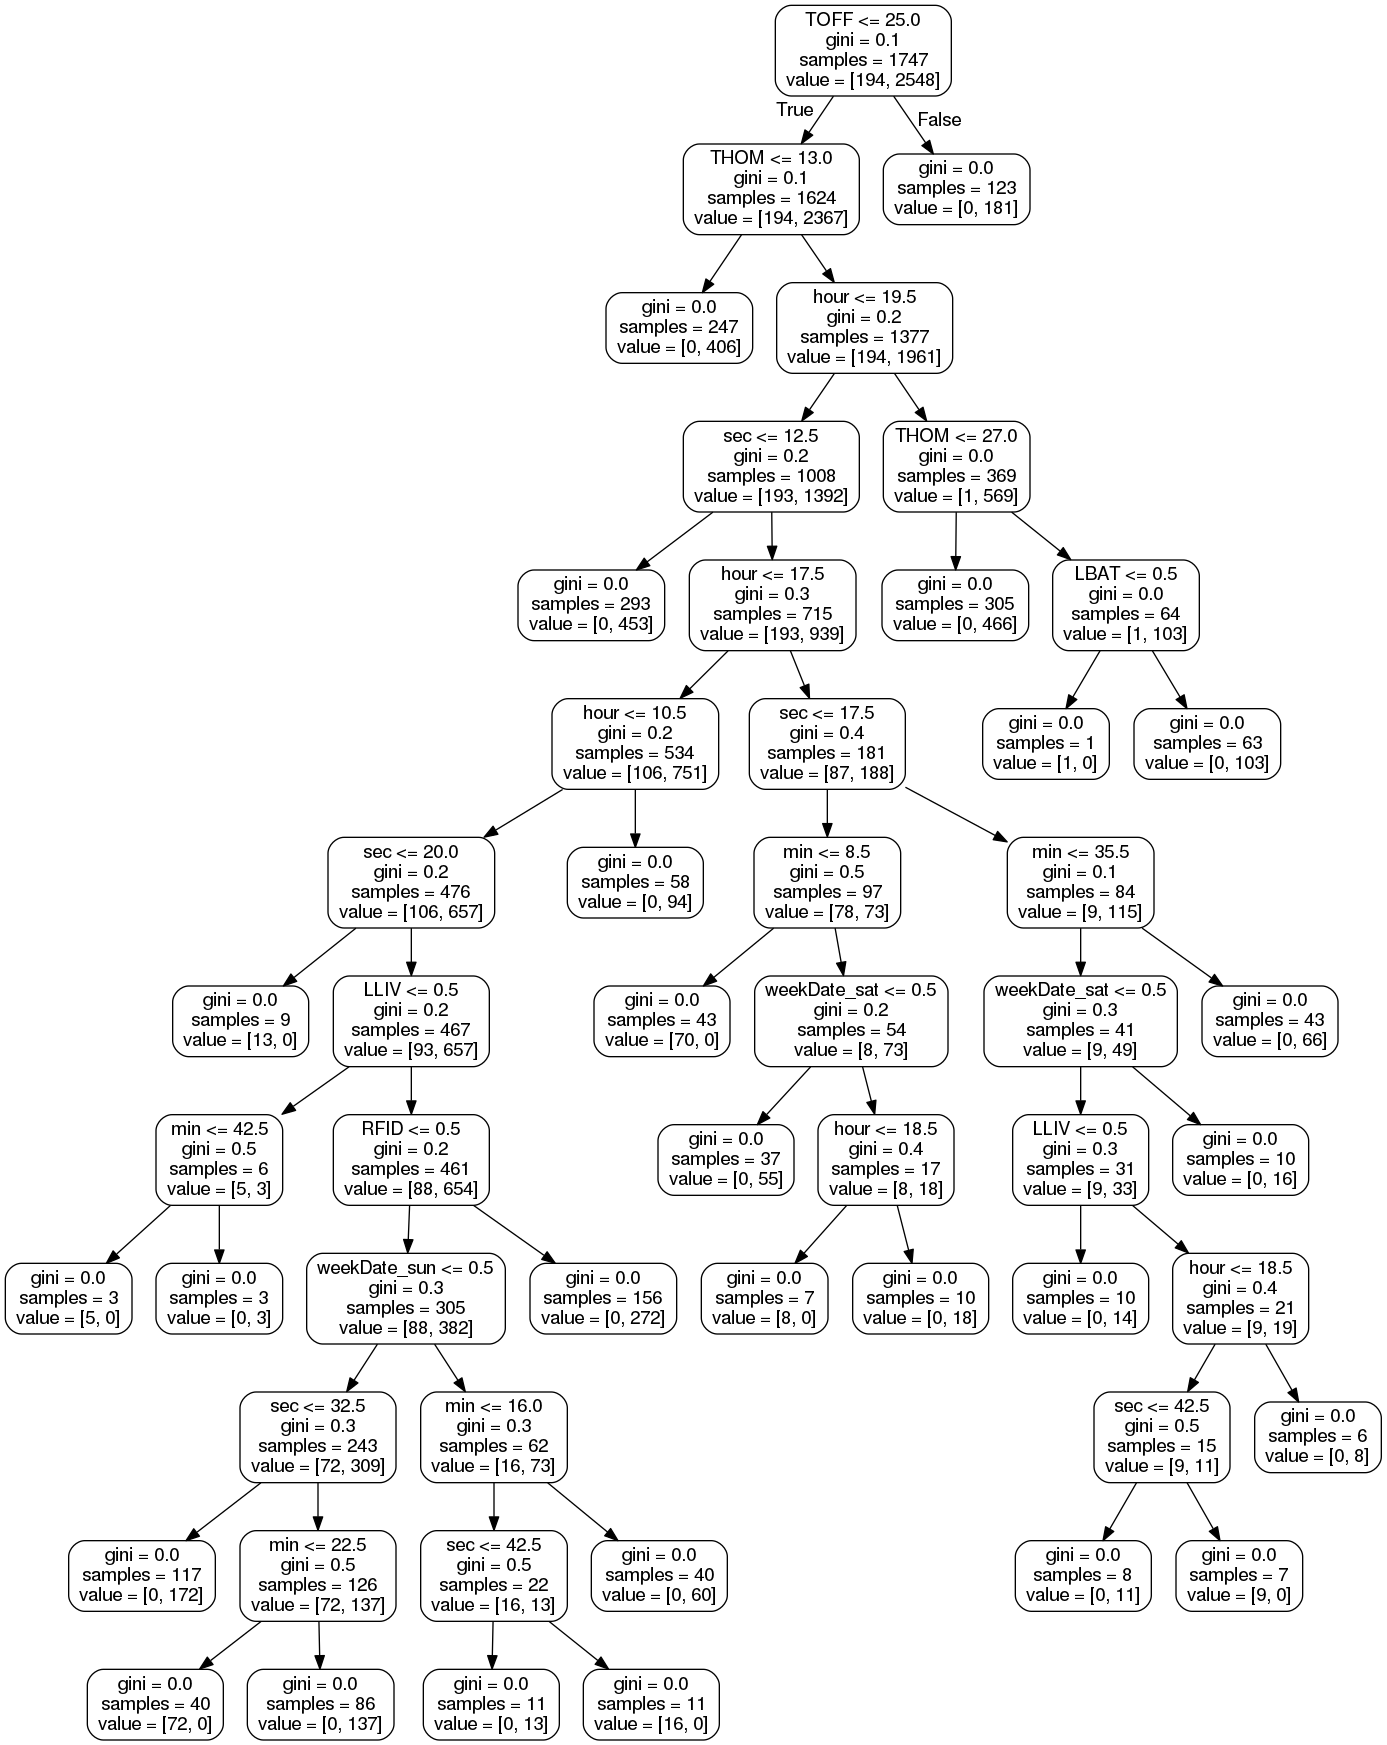 TOFF <= 25.0
gini = 0.1
samples = 1747
value = [194, 2548]
True
False
THOM <= 13.0
gini = 0.1
samples = 1624
value = [194, 2367]
gini = 0.0
samples = 123
value = [0, 181]
gini = 0.0
samples = 247
value = [0, 406]
hour <= 19.5
gini = 0.2
samples = 1377
value = [194, 1961]
sec <= 12.5
gini = 0.2
samples = 1008
value = [193, 1392]
THOM <= 27.0
gini = 0.0
samples = 369
value = [1, 569]
gini = 0.0
samples = 293
value = [0, 453]
hour <= 17.5
gini = 0.3
samples = 715
value = [193, 939]
gini = 0.0
samples = 305
value = [0, 466]
LBAT <= 0.5
gini = 0.0
samples = 64
value = [1, 103]
hour <= 10.5
gini = 0.2
samples = 534
value = [106, 751]
sec <= 17.5
gini = 0.4
samples = 181
value = [87, 188]
gini = 0.0
samples = 1
value = [1, 0]
gini = 0.0
samples = 63
value = [0, 103]
sec <= 20.0
gini = 0.2
samples = 476
value = [106, 657]
gini = 0.0
samples = 58
value = [0, 94]
min <= 8.5
gini = 0.5
samples = 97
value = [78, 73]
min <= 35.5
gini = 0.1
samples = 84
value = [9, 115]
gini = 0.0
samples = 9
value = [13, 0]
LLIV <= 0.5
gini = 0.2
samples = 467
value = [93, 657]
gini = 0.0
samples = 43
value = [70, 0]
weekDate_sat <= 0.5
gini = 0.2
samples = 54
value = [8, 73]
weekDate_sat <= 0.5
gini = 0.3
samples = 41
value = [9, 49]
gini = 0.0
samples = 43
value = [0, 66]
min <= 42.5
gini = 0.5
samples = 6
value = [5, 3]
RFID <= 0.5
gini = 0.2
samples = 461
value = [88, 654]
gini = 0.0
samples = 37
value = [0, 55]
hour <= 18.5
gini = 0.4
samples = 17
value = [8, 18]
LLIV <= 0.5
gini = 0.3
samples = 31
value = [9, 33]
gini = 0.0
samples = 10
value = [0, 16]
gini = 0.0
samples = 3
value = [5, 0]
gini = 0.0
samples = 3
value = [0, 3]
weekDate_sun <= 0.5
gini = 0.3
samples = 305
value = [88, 382]
gini = 0.0
samples = 156
value = [0, 272]
gini = 0.0
samples = 7
value = [8, 0]
gini = 0.0
samples = 10
value = [0, 18]
gini = 0.0
samples = 10
value = [0, 14]
hour <= 18.5
gini = 0.4
samples = 21
value = [9, 19]
sec <= 32.5
gini = 0.3
samples = 243
value = [72, 309]
min <= 16.0
gini = 0.3
samples = 62
value = [16, 73]
sec <= 42.5
gini = 0.5
samples = 15
value = [9, 11]
gini = 0.0
samples = 6
value = [0, 8]
gini = 0.0
samples = 117
value = [0, 172]
min <= 22.5
gini = 0.5
samples = 126
value = [72, 137]
sec <= 42.5
gini = 0.5
samples = 22
value = [16, 13]
gini = 0.0
samples = 40
value = [0, 60]
gini = 0.0
samples = 8
value = [0, 11]
gini = 0.0
samples = 7
value = [9, 0]
gini = 0.0
samples = 40
value = [72, 0]
gini = 0.0
samples = 86
value = [0, 137]
gini = 0.0
samples = 11
value = [0, 13]
gini = 0.0
samples = 11
value = [16, 0]